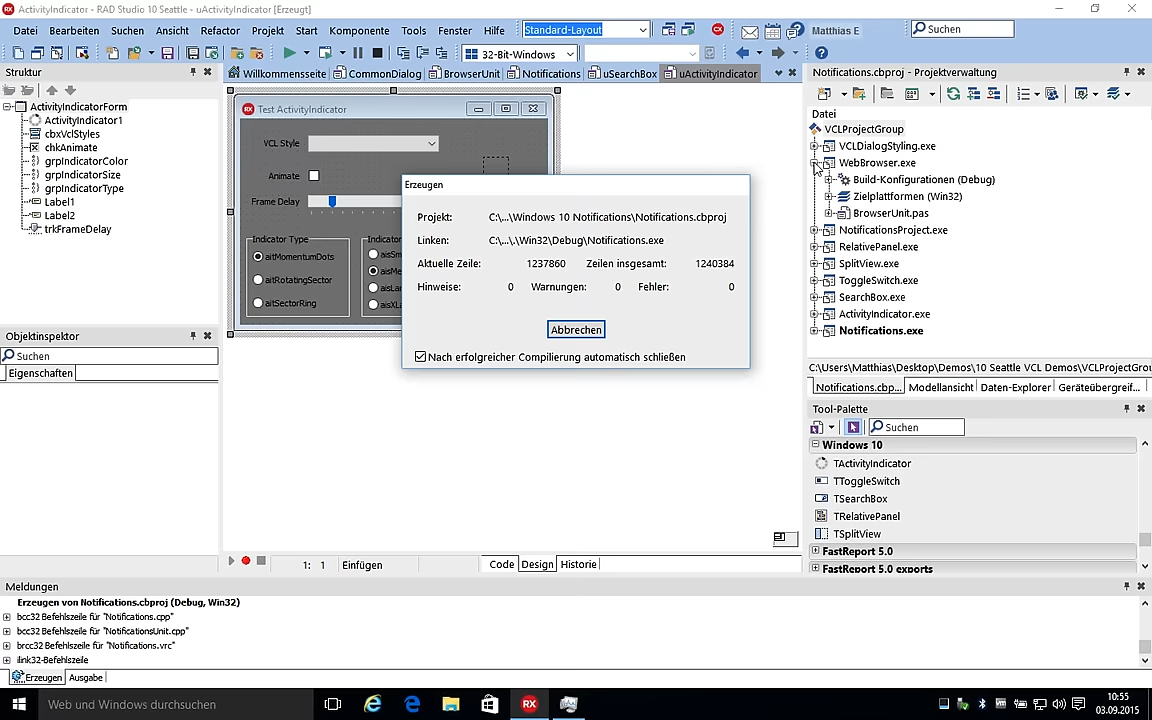 ActivityIndicator - RAD Studio 10 Seattle - uActivityIndicator [Erzeugt]
Datei Bearbeiten Suchen Ansicht Refactor Projekt Start Komponente Tools Fenster Hilfe Standard-Layout Matthias E Suchen
32-Bit-Windows
Struktur
Willkommensseite CommonDialog BrowserUnit Notifications uSearchBox uActivityIndicator
ActivityIndicatorForm
ActivityIndicator1
cbxVclStyles
chkAnimate
grpIndicatorColor
grpIndicatorSize
grpIndicatorType
Label1
Label2
trkFrameDelay
Objektinspektor
Suchen
Eigenschaften
Test ActivityIndicator
VCL Style
Animate
Frame Delay
Indicator Type
aitMomentumDots
aitRotatingSector
aitSectorRing
Indicator
aisSm
aisMe
aisLar
aisXLa
Erzeugen
Projekt: C:\...\Windows 10 Notifications\Notifications.cbproj
Linken: C:\...\.\Win32\Debug\Notifications.exe
Aktuelle Zeile: 1237860 Zeilen insgesamt: 1240384
Hinweise: 0 Warnungen: 0 Fehler: 0
Abbrechen
Nach erfolgreicher Compilierung automatisch schließen
1: 1 Einfügen Code Design Historie
Notifications.cbproj - Projektverwaltung
Datei
VCLProjectGroup
VCLDialogStyling.exe
WebBrowser.exe
Build-Konfigurationen (Debug)
Zielplattformen (Win32)
BrowserUnit.pas
NotificationsProject.exe
RelativePanel.exe
SplitView.exe
ToggleSwitch.exe
SearchBox.exe
ActivityIndicator.exe
Notifications.exe
C:\Users\Matthias\Desktop\Demos\10 Seattle VCL Demos\VCLProjectGrou
Notifications.cbp... Modellansicht Daten-Explorer Geräteübergreif...
Tool-Palette
Suchen
Windows 10
TActivityIndicator
TToggleSwitch
TSearchBox
TRelativePanel
TSplitView
FastReport 5.0
FastReport 5.0 exports
Meldungen
Erzeugen von Notifications.cbproj (Debug, Win32)
bcc32 Befehlszeile für "Notifications.cpp"
bcc32 Befehlszeile für "NotificationsUnit.cpp"
brcc32 Befehlszeile für "Notifications.vrc"
ilink32-Befehlszeile
Erzeugen Ausgabe
Web und Windows durchsuchen
10:55
03.09.2015